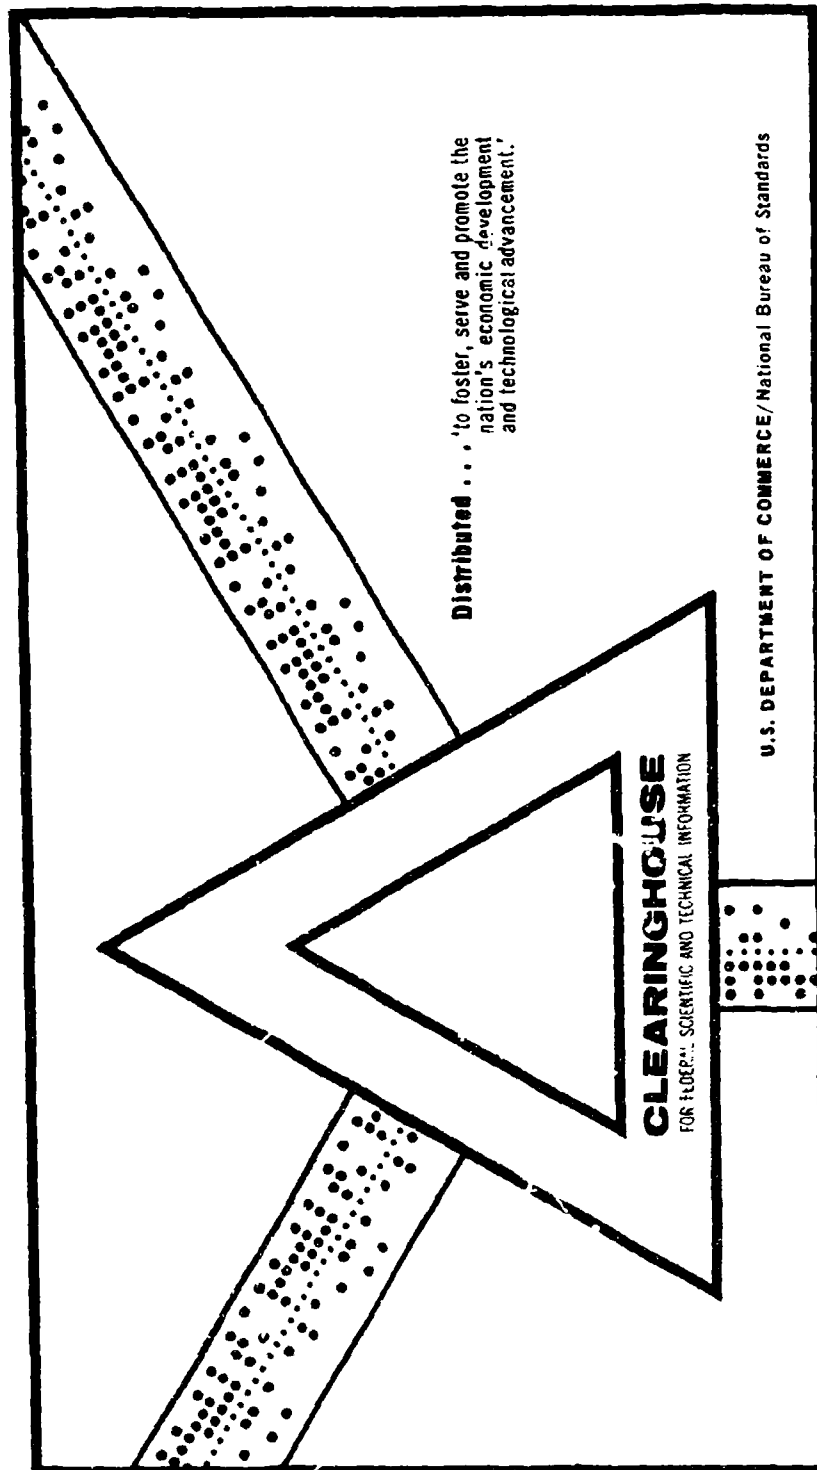 CLEARINGHOUSE
FOR FEDERAL SCIENTIFIC AND TECHNICAL INFORMATION
Distributed . . . 'to foster, serve and promote the
nation's economic development
and technological advancement.'
U.S. DEPARTMENT OF COMMERCE/National Bureau of Standards